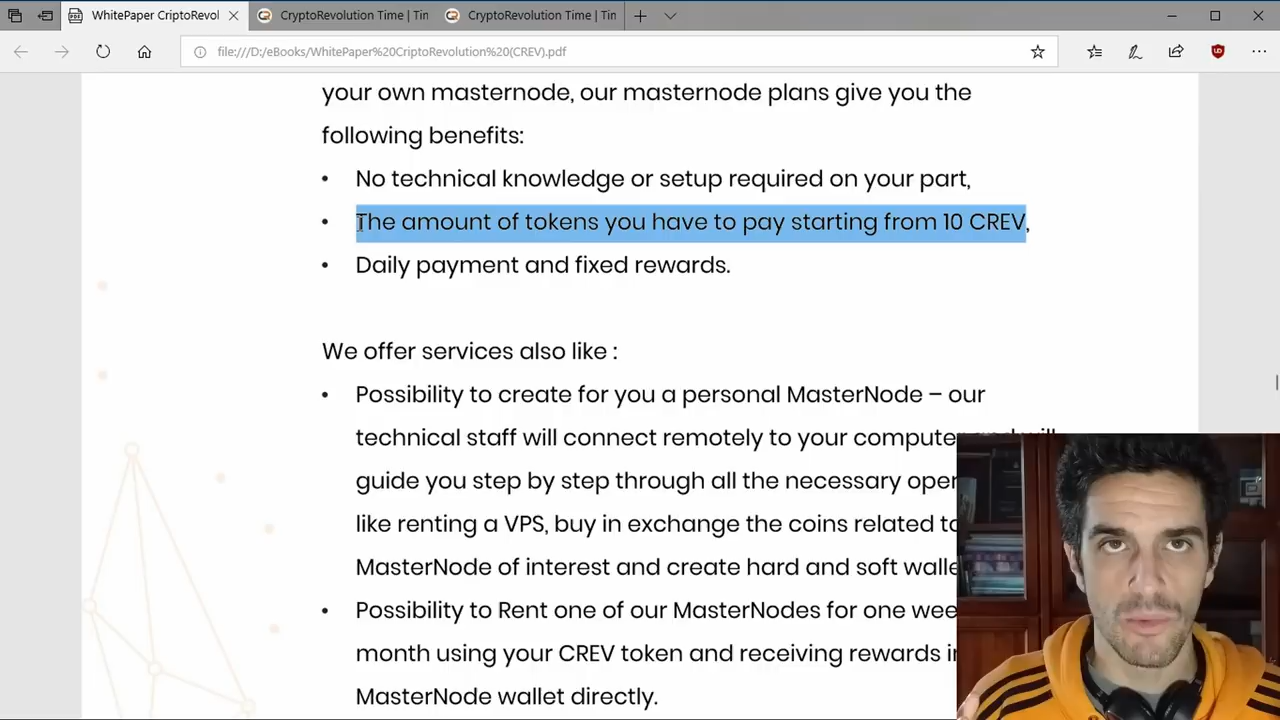 WhitePaper CriptoRevol
CryptoRevolution Time | Tin
CryptoRevolution Time | Tin
file:///D:/eBooks/WhitePaper%20CriptoRevolution%20(CREV).pdf
your own masternode, our masternode plans give you the
following benefits:
• No technical knowledge or setup required on your part,
• The amount of tokens you have to pay starting from 10 CREV,
• Daily payment and fixed rewards.
We offer services also like :
• Possibility to create for you a personal MasterNode – our
technical staff will connect remotely to your computer and will
guide you step by step through all the necessary oper
like renting a VPS, buy in exchange the coins related to
MasterNode of interest and create hard and soft walle
• Possibility to Rent one of our MasterNodes for one wee
month using your CREV token and receiving rewards in
MasterNode wallet directly.